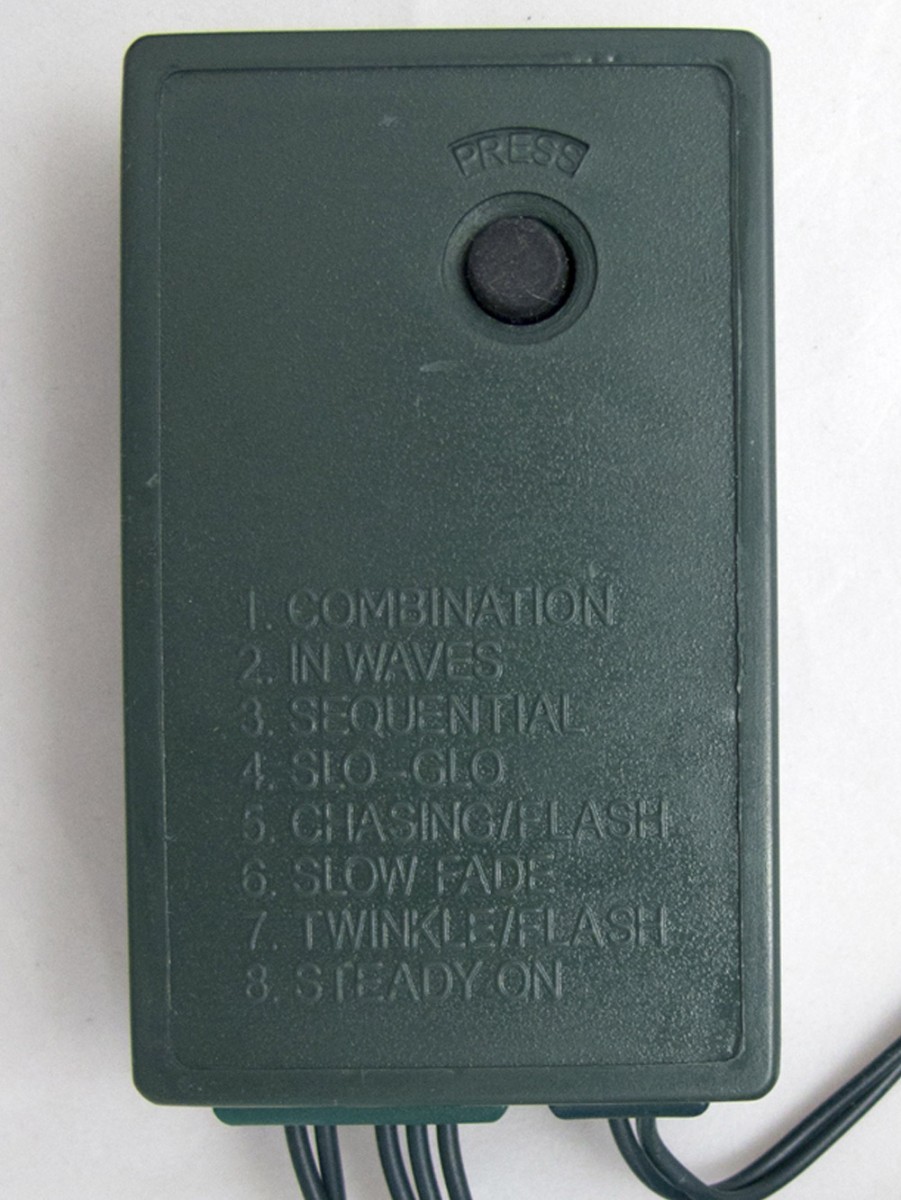 PRESS
1. COMBINATION
2. IN WAVES
3. SEQUENTIAL
4. SLO-GLO
5. CHASING/FLASH
6. SLOW FADE
7. TWINKLE/FLASH
8. STEADY ON